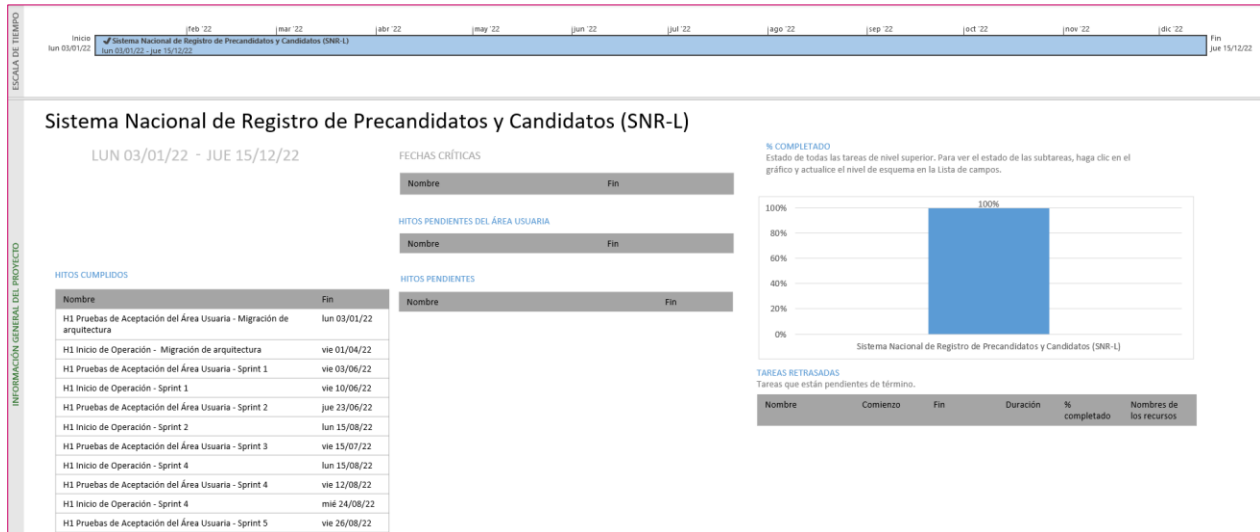 ESCALA DE TIEMPO
feb '22 mar '22 abr '22 may '22 jun '22 jul '22 ago '22 sep '22 oct '22 nov '22 dic '22
Inicio
lun 03/01/22
Sistema Nacional de Registro de Precandidatos y Candidatos (SNR-L)
lun 03/01/22 - jue 15/12/22
Fin
jue 15/12/22
INFORMACIÓN GENERAL DEL PROYECTO
Sistema Nacional de Registro de Precandidatos y Candidatos (SNR-L)
LUN 03/01/22 - JUE 15/12/22
HITOS CUMPLIDOS
Nombre Fin
H1 Pruebas de Aceptación del Área Usuaria - Migración de lun 03/01/22
arquitectura
H1 Inicio de Operación - Migración de arquitectura vie 01/04/22
H1 Pruebas de Aceptación del Área Usuaria - Sprint 1 vie 03/06/22
H1 Inicio de Operación - Sprint 1 vie 10/06/22
H1 Pruebas de Aceptación del Área Usuaria - Sprint 2 jue 23/06/22
H1 Inicio de Operación - Sprint 2 lun 15/08/22
H1 Pruebas de Aceptación del Área Usuaria - Sprint 3 vie 15/07/22
H1 Inicio de Operación - Sprint 4 lun 15/08/22
H1 Pruebas de Aceptación del Área Usuaria - Sprint 4 vie 12/08/22
H1 Inicio de Operación - Sprint 4 mié 24/08/22
H1 Pruebas de Aceptación del Área Usuaria - Sprint 5 vie 26/08/22
FECHAS CRÍTICAS
Nombre Fin
HITOS PENDIENTES DEL ÁREA USUARIA
Nombre Fin
HITOS PENDIENTES
Nombre Fin
% COMPLETADO
Estado de todas las tareas de nivel superior. Para ver el estado de las subtareas, haga clic en el
gráfico y actualice el nivel de esquema en la Lista de campos.
100%
100%
80%
60%
40%
20%
0%
Sistema Nacional de Registro de Precandidatos y Candidatos (SNR-L)
TAREAS RETRASADAS
Tareas que están pendientes de término.
Nombre Comienzo Fin Duración % Nombres de
completado los recursos